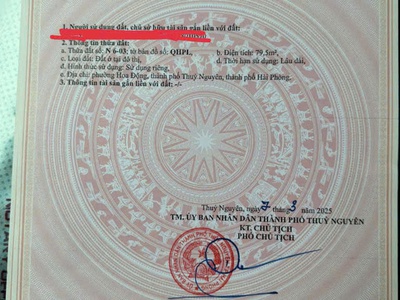 1. Người sử dụng đất, chủ sở hữu tài sản gắn liền với đất:
2. Thông tin thửa đất:
a. Thửa đất số: N 6-03; tờ bản đồ số: QHPL, b. Diện tích: 79,5m²,
c. Loại đất: Đất ở tại đô thị, d. Thời hạn sử dụng: Lâu dài,
đ. Hình thức sử dụng: Sử dụng riêng,
e. Địa chỉ: phường Hoa Động, thành phố Thuỷ Nguyên, thành phố Hải Phòng,
3. Thông tin tài sản gắn liền với đất: -/-
Thuỷ Nguyên, ngày 7 thá 3 năm 2025
TM. ỦY BAN NHÂN DÂN THÀNH PHỐ THUỶ NGUYÊN
KT. CHỦ TỊCH
PHÓ CHỦ TỊCH